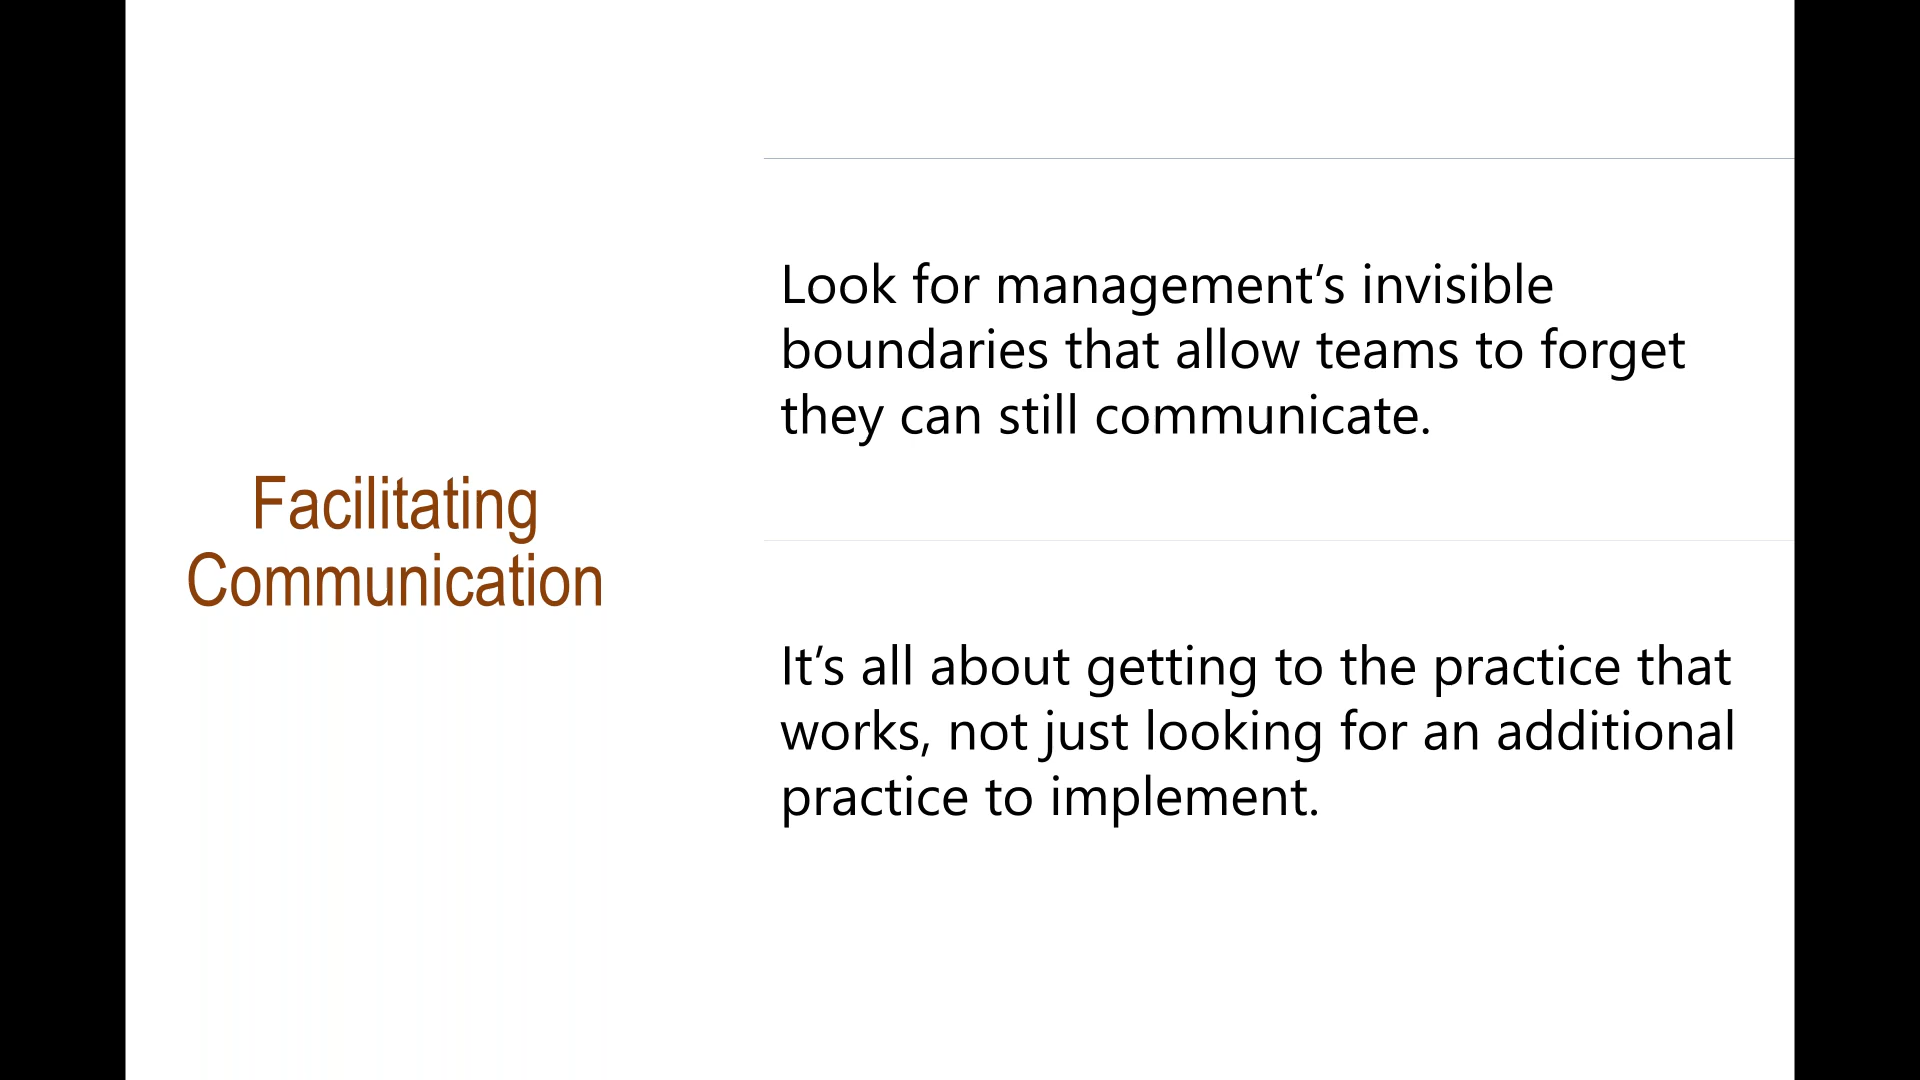 Facilitating
Communication
Look for management’s invisible
boundaries that allow teams to forget
they can still communicate.
It’s all about getting to the practice that
works, not just looking for an additional
practice to implement.